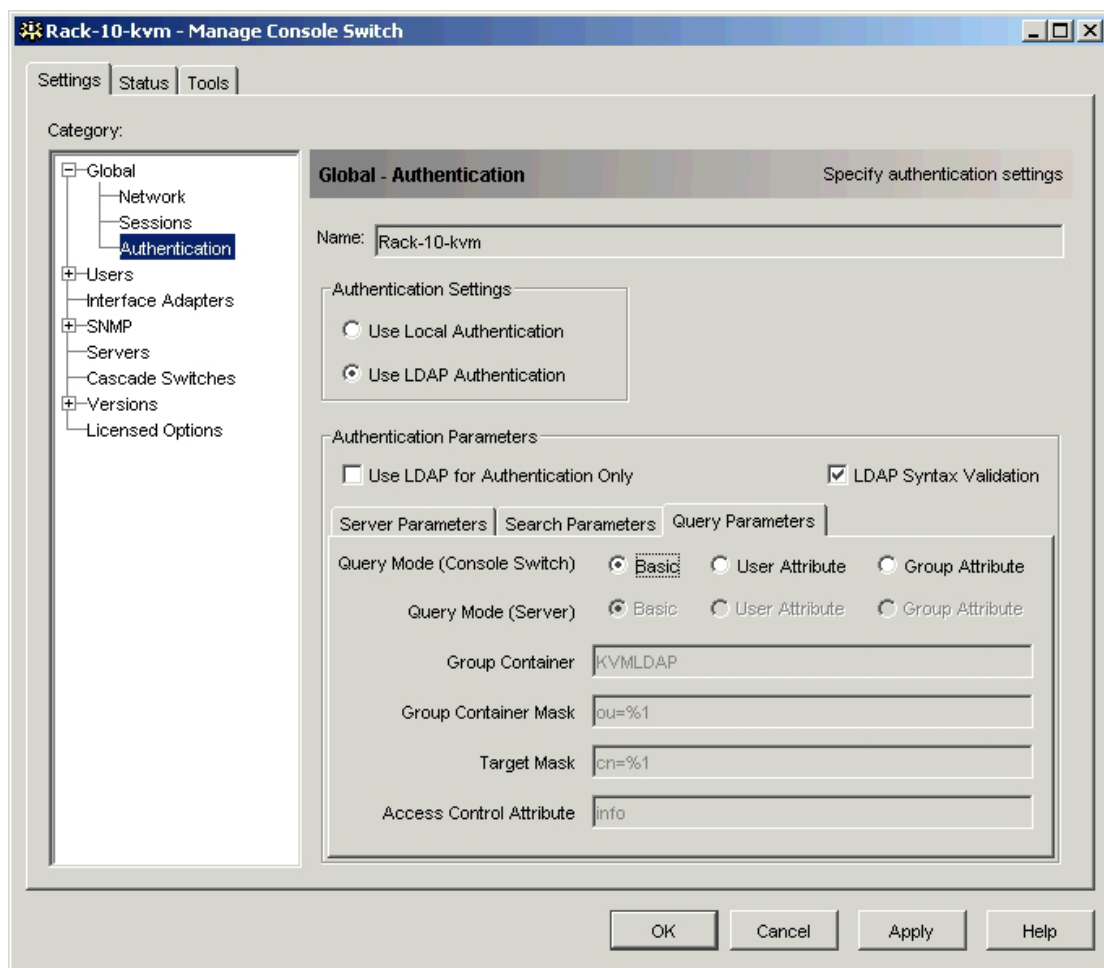 Rack-10-kvm - Manage Console Switch
Settings Status Tools
Category:
Global
Network
Sessions
Authentication
Users
Interface Adapters
SNMP
Servers
Cascade Switches
Versions
Licensed Options
Global - Authentication Specify authentication settings
Name: Rack-10-kvm
Authentication Settings
Use Local Authentication
Use LDAP Authentication
Authentication Parameters
Use LDAP for Authentication Only LDAP Syntax Validation
Server Parameters Search Parameters Query Parameters
Query Mode (Console Switch) Basic User Attribute Group Attribute
Query Mode (Server) Basic User Attribute Group Attribute
Group Container KVMLDAP
Group Container Mask ou=%1
Target Mask cn=%1
Access Control Attribute info
OK Cancel Apply Help